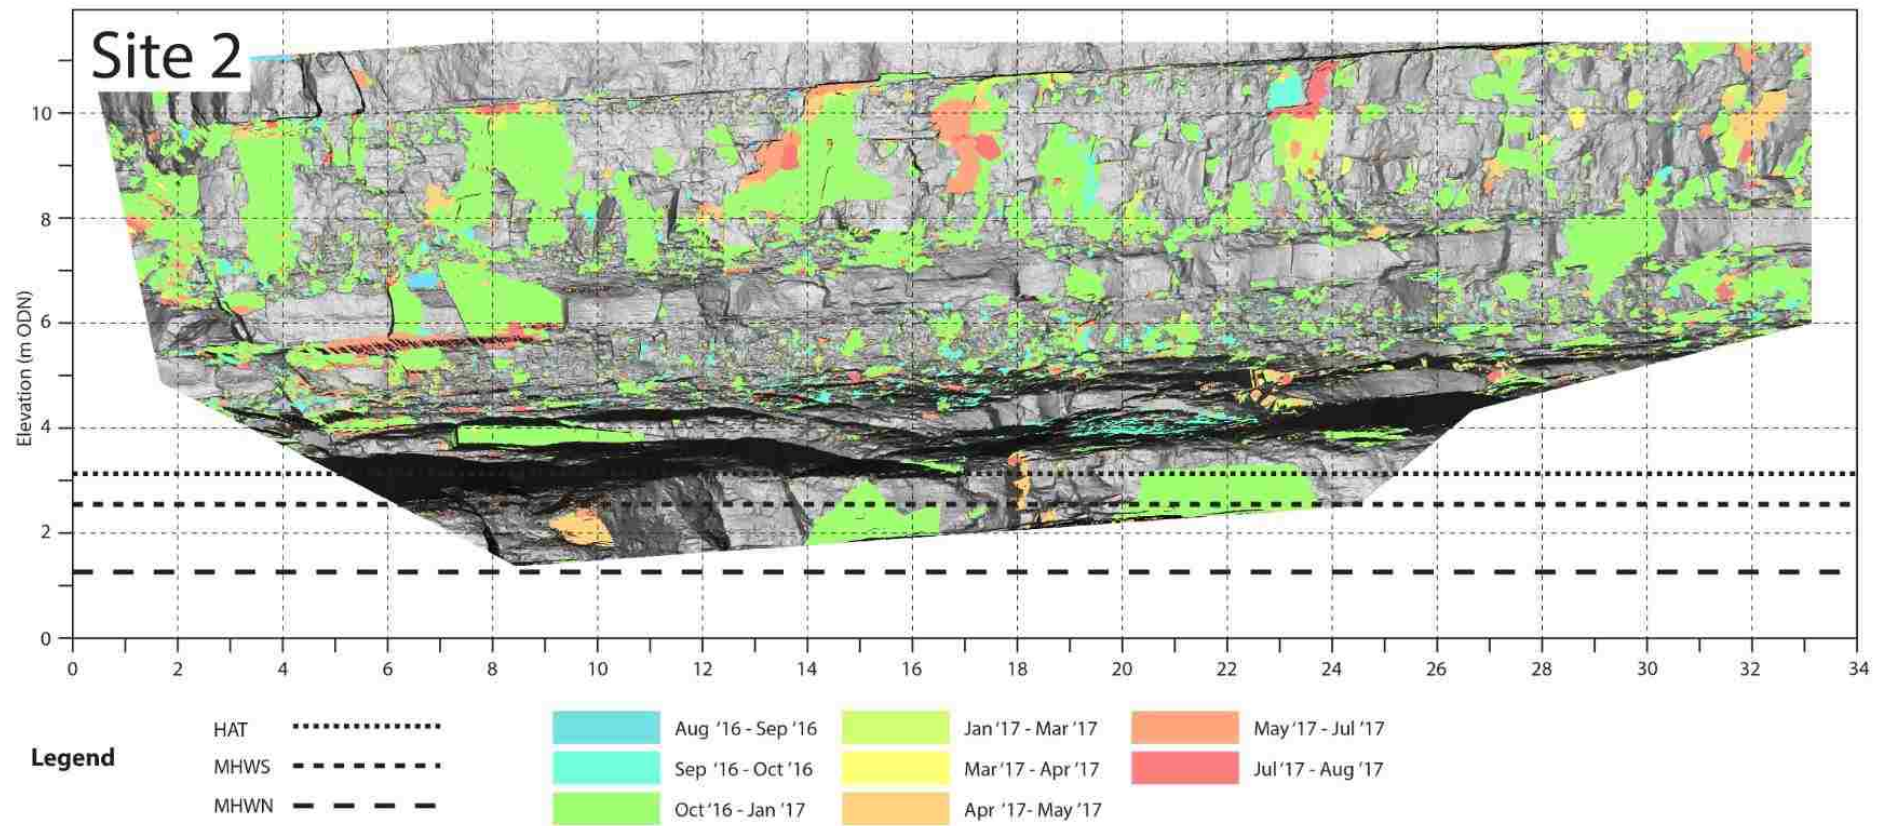 Site 2
Elevation (m ODN)
10
8
6
4
2
0
0 2 4 6 8 10 12 14 16 18 20 22 24 26 28 30 32 34
Legend
HAT
MHWS
MHWN
Aug ‘16 - Sep ‘16
Sep ‘16 - Oct ‘16
Oct ‘16 - Jan ‘17
Jan ‘17 - Mar ‘17
Mar ‘17 - Apr ‘17
Apr ‘17- May ‘17
May ‘17 - Jul ‘17
Jul ‘17 - Aug ‘17